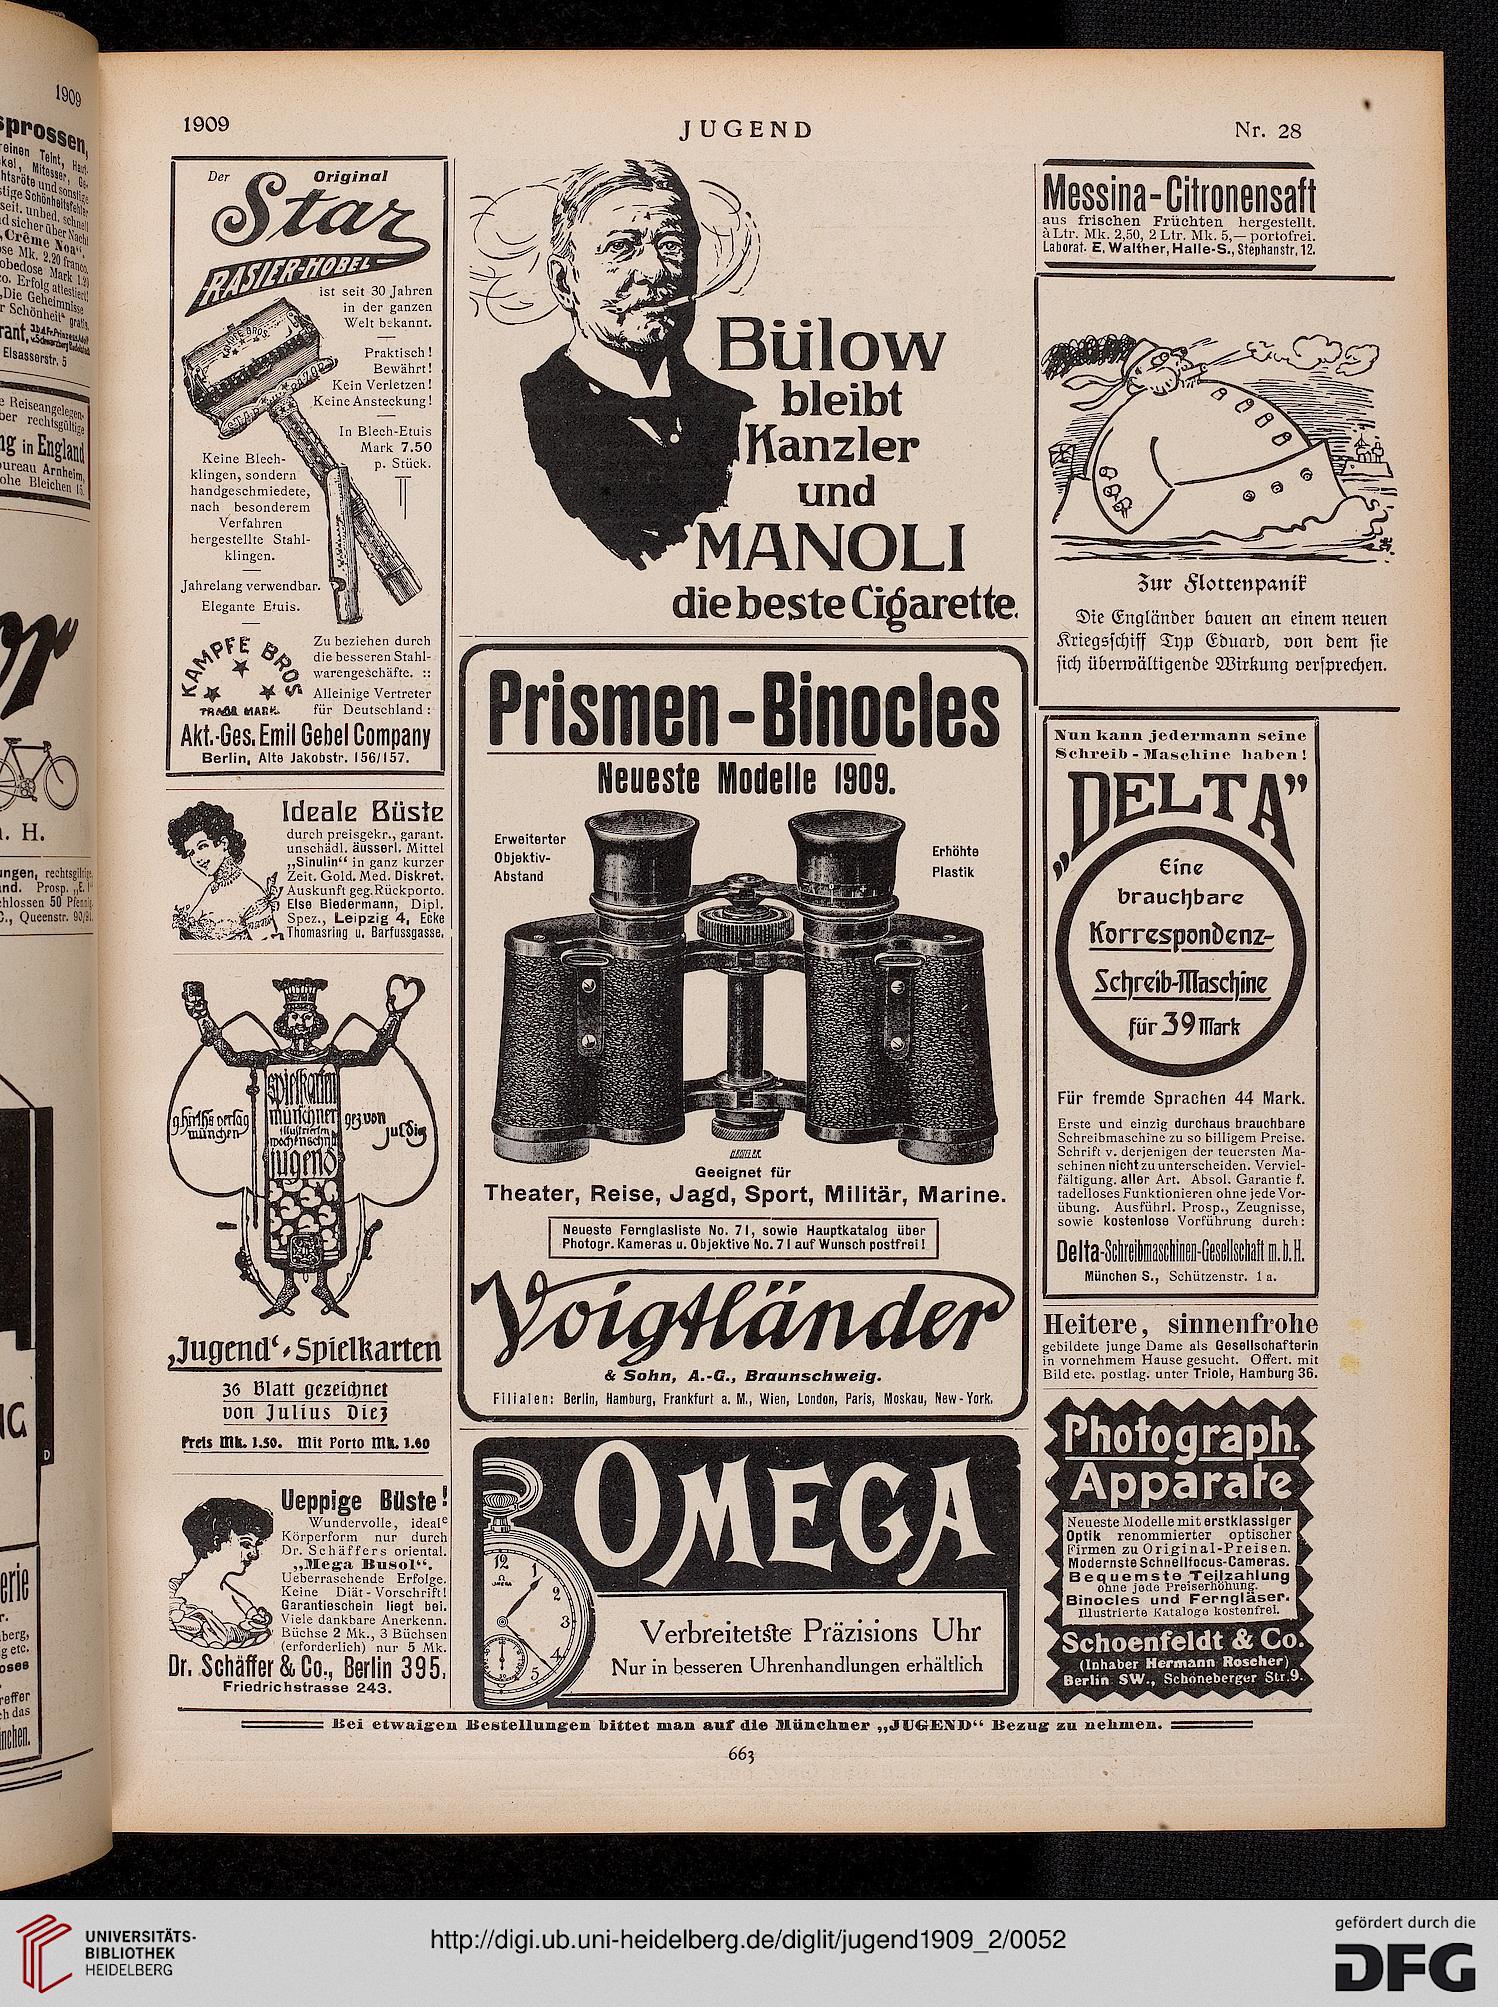 1909
JUGEND
Nr. 28
Der Original
Star
RASIER-HOBEL
ist seit 30 Jahren
in der ganzen
Welt bekannt.
Praktisch!
Bewährt!
Kein Verletzen!
Keine Ansteckung!
In Blech-Etuis
Mark 7.50
p. Stück.
Keine Blech-
klingen, sondern
handgeschmiedete,
nach besonderem
Verfahren
hergestellte Stahl-
klingen.
Jahrelang verwendbar.
Elegante Etuis.
KAMPFE BROS
TRADE MARK.
Zu beziehen durch
die besseren Stahl-
warengeschäfte. ::
Alleinige Vertreter
für Deutschland:
Akt.-Ges. Emil Gebel Company
Berlin, Alte Jakobstr. 156/157.
Ideale Büste
durch preisgekr., garant.
unschädl. äusserl. Mittel
„Sinulin“ in ganz kurzer
Zeit. Gold. Med. Diskret.
Auskunft geg. Rückporto.
Else Biedermann, Dipl.
Spez., Leipzig 4, Ecke
Thomasring u. Barfussgasse.
g. hirths verlag
münchen
spielkarten
münchner
illustrierten
wochenschrift
jugend
gez von
jul diez
‚Jugend‘-Spielkarten
36 Blatt gezeichnet
von Julius Diez
Preis Mk. 1.50. Mit Porto Mk. 1.60
Ueppige Büste!
Wundervolle, ideale
Körperform nur durch
Dr. Schäffers oriental.
„Mega Busol“.
Ueberraschende Erfolge.
Keine Diät-Vorschrift!
Garantieschein liegt bei.
Viele dankbare Anerkenn.
Büchse 2 Mk., 3 Büchsen
(erforderlich) nur 5 Mk.
Dr. Schäffer & Co., Berlin 395,
Friedrichstrasse 243.
Bülow
bleibt
Kanzler
und
MANOLI
die beste Cigarette.
Prismen-Binocles
Neueste Modelle 1909.
Erweiterter
Objektiv-
Abstand
Erhöhte
Plastik
Geeignet für
Theater, Reise, Jagd, Sport, Militär, Marine.
Neueste Fernglasliste No. 71, sowie Hauptkatalog über
Photogr. Kameras u. Objektive No. 71 auf Wunsch postfrei!
Voigtländer
& Sohn, A.-G., Braunschweig.
Filialen: Berlin, Hamburg, Frankfurt a. M., Wien, London, Paris, Moskau, New-York.
OMEGA
12
1
2
3
4
5
Ω
OMEGA
Verbreitetste Präzisions Uhr
Nur in besseren Uhrenhandlungen erhältlich
Messina-Citronensaft
aus frischen Früchten hergestellt.
à Ltr. Mk. 2,50, 2 Ltr. Mk. 5,— portofrei.
Laborat. E. Walther, Halle-S., Stephanstr. 12.
Zur Flottenpanik
Die Engländer bauen an einem neuen
Kriegsschiff Typ Eduard, von dem sie
sich überwältigende Wirkung versprechen.
Nun kann jedermann seine
Schreib-Maschine haben!
„DELTA”
Eine
brauchbare
Korrespondenz-
Schreib-Maschine
für 39 Mark
Für fremde Sprachen 44 Mark.
Erste und einzig durchaus brauchbare
Schreibmaschine zu so billigem Preise.
Schrift v. derjenigen der teuersten Ma-
schinen nicht zu unterscheiden. Verviel-
fältigung. aller Art. Absol. Garantie f.
tadelloses Funktionieren ohne jede Vor-
übung. Ausführl. Prosp., Zeugnisse,
sowie kostenlose Vorführung durch:
Delta-Schreibmaschinen-Gesellschaft m. b. H.
München S., Schützenstr. 1 a.
Heitere, sinnenfrohe
gebildete junge Dame als Gesellschafterin
in vornehmem Hause gesucht. Offert. mit
Bild etc. postlag. unter Triole, Hamburg 36.
Photograph.
Apparate
Neueste Modelle mit erstklassiger
Optik renommierter optischer
Firmen zu Original-Preisen.
Modernste Schnellfocus-Cameras.
Bequemste Teilzahlung
ohne jede Preiserhöhung.
Binocles und Ferngläser.
Illustrierte Kataloge kostenfrei.
Schoenfeldt & Co.
(Inhaber Hermann Roscher)
Berlin SW., Schöneberger Str. 9.
Bei etwaigen Bestellungen bittet man auf die Münchner „JUGEND“ Bezug zu nehmen.
663
UNIVERSITÄTS-
BIBLIOTHEK
HEIDELBERG
http://digi.ub.uni-heidelberg.de/diglit/jugend1909_2/0052
gefördert durch die
DFG